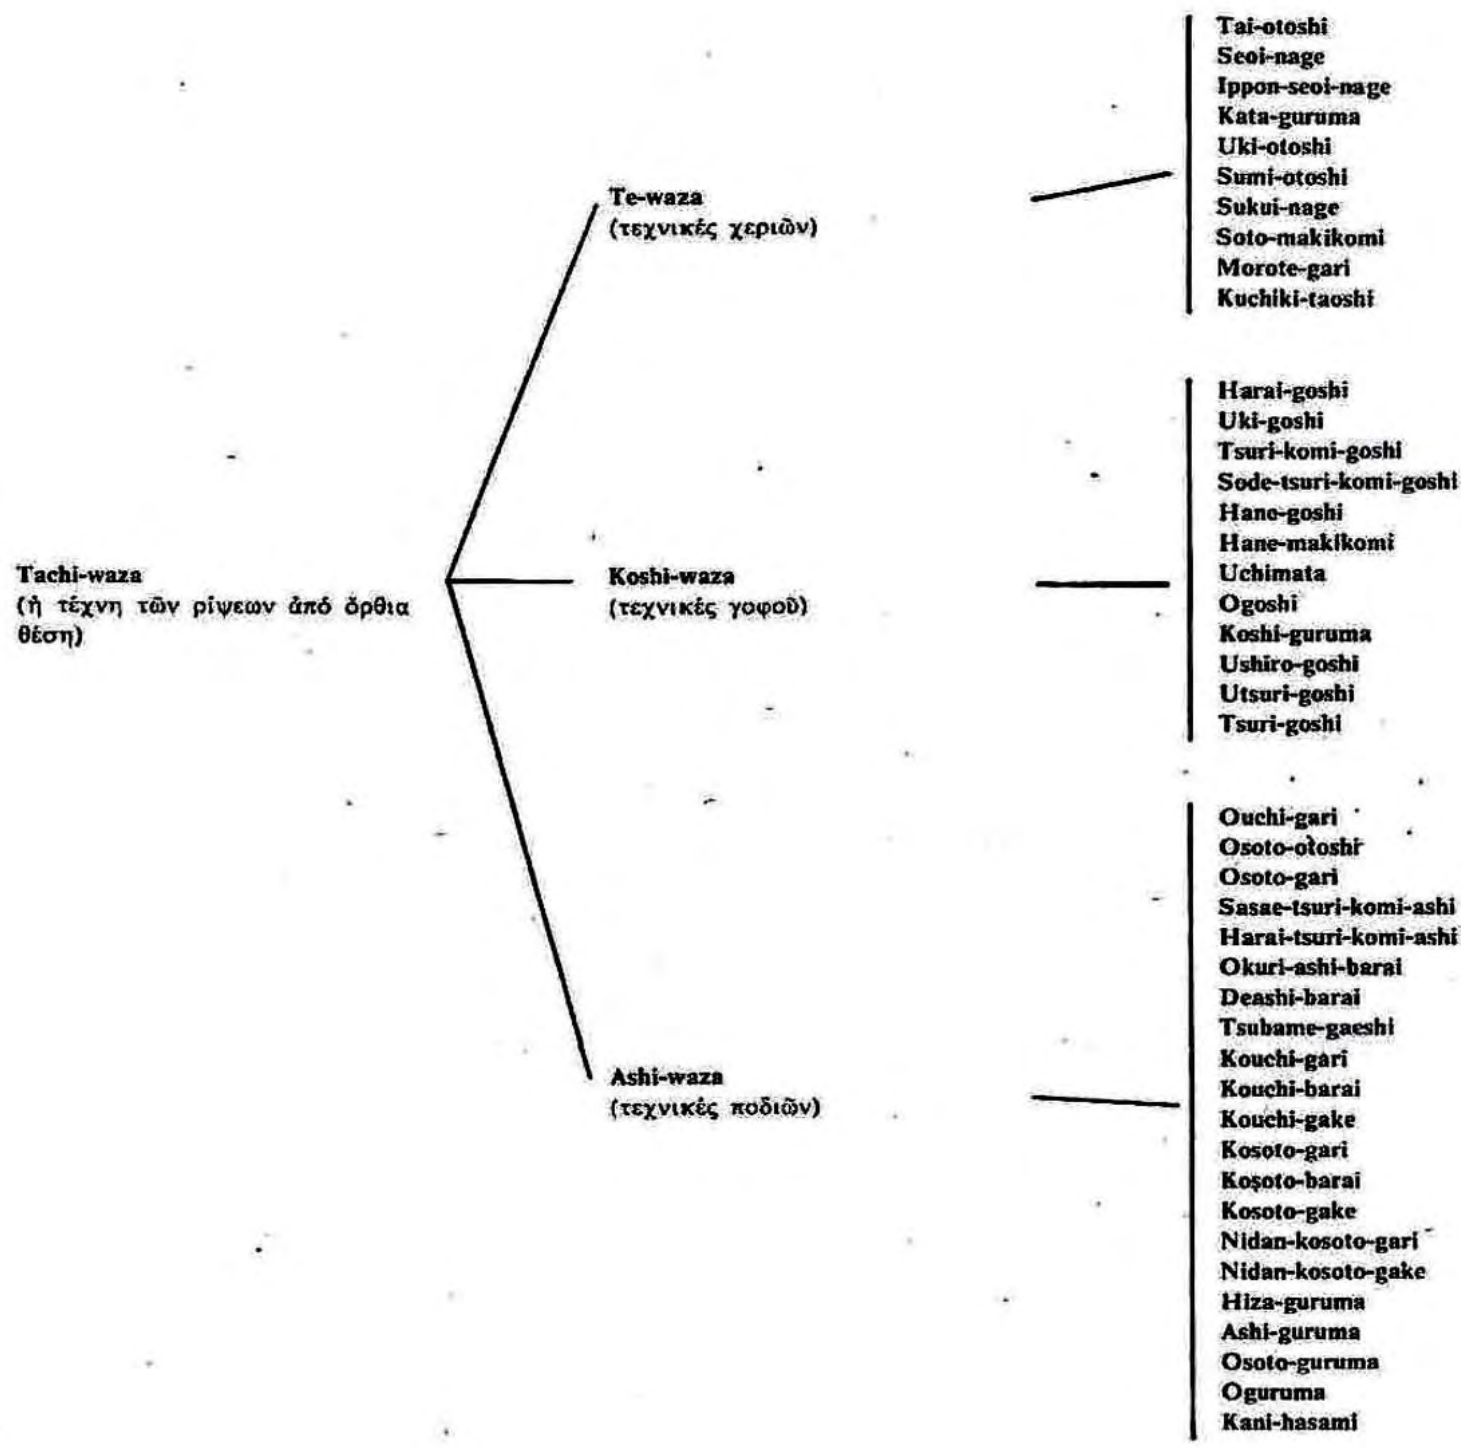 Tachi-waza
(ἡ τέχνη τῶν ρίψεων ἀπό ὄρθια
θέση)
Te-waza
(τεχνικές χεριῶν)
Tai-otoshi
Seoi-nage
Ippon-seoi-nage
Kata-guruma
Uki-otoshi
Sumi-otoshi
Sukui-nage
Soto-makikomi
Morote-gari
Kuchiki-taoshi
Koshi-waza
(τεχνικές γοφοῦ)
Harai-goshi
Uki-goshi
Tsuri-komi-goshi
Sode-tsuri-komi-goshi
Hane-goshi
Hane-makikomi
Uchimata
Ogoshi
Koshi-guruma
Ushiro-goshi
Utsuri-goshi
Tsuri-goshi
Ashi-waza
(τεχνικές ποδιῶν)
Ouchi-gari
Osoto-otoshi
Osoto-gari
Sasae-tsuri-komi-ashi
Harai-tsuri-komi-ashi
Okuri-ashi-barai
Deashi-barai
Tsubame-gaeshi
Kouchi-gari
Kouchi-barai
Kouchi-gake
Kosoto-gari
Kosoto-barai
Kosoto-gake
Nidan-kosoto-gari
Nidan-kosoto-gake
Hiza-guruma
Ashi-guruma
Osoto-guruma
Oguruma
Kani-hasami